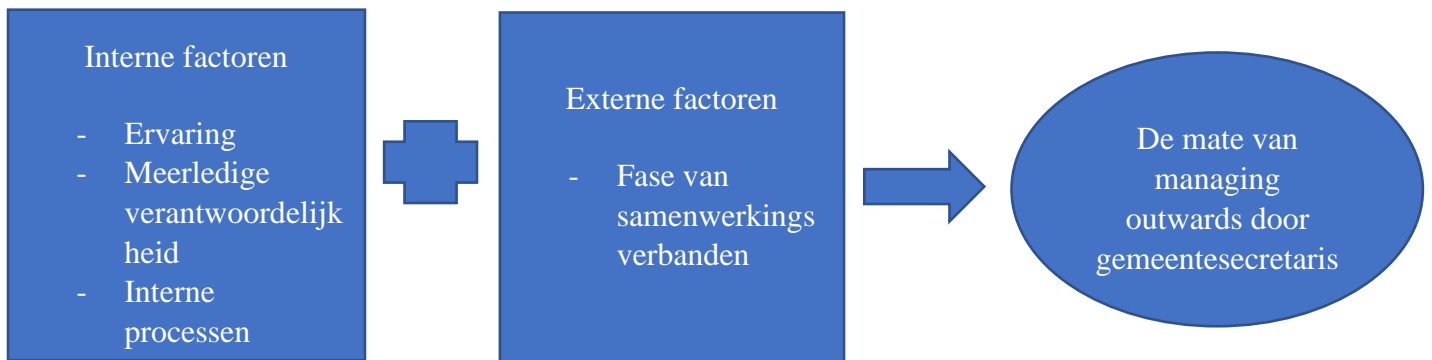 Interne factoren
- Ervaring
- Meerledige
verantwoordelijk
heid
- Interne
processen
Externe factoren
- Fase van
samenwerkings
verbanden
De mate van
managing
outwards door
gemeentesecretaris